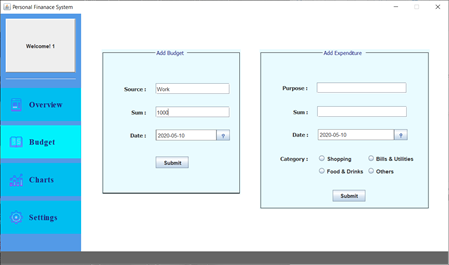 Personal Finanace System
Welcome! 1
Overview
Budget
Charts
Settings
Add Budget
Source : Work
Sum : 1000
Date : 2020-05-10 ?
Submit
Add Expenditure
Purpose :
Sum :
Date : 2020-05-10 ?
Category : Shopping Bills & Utilities
Food & Drinks Others
Submit